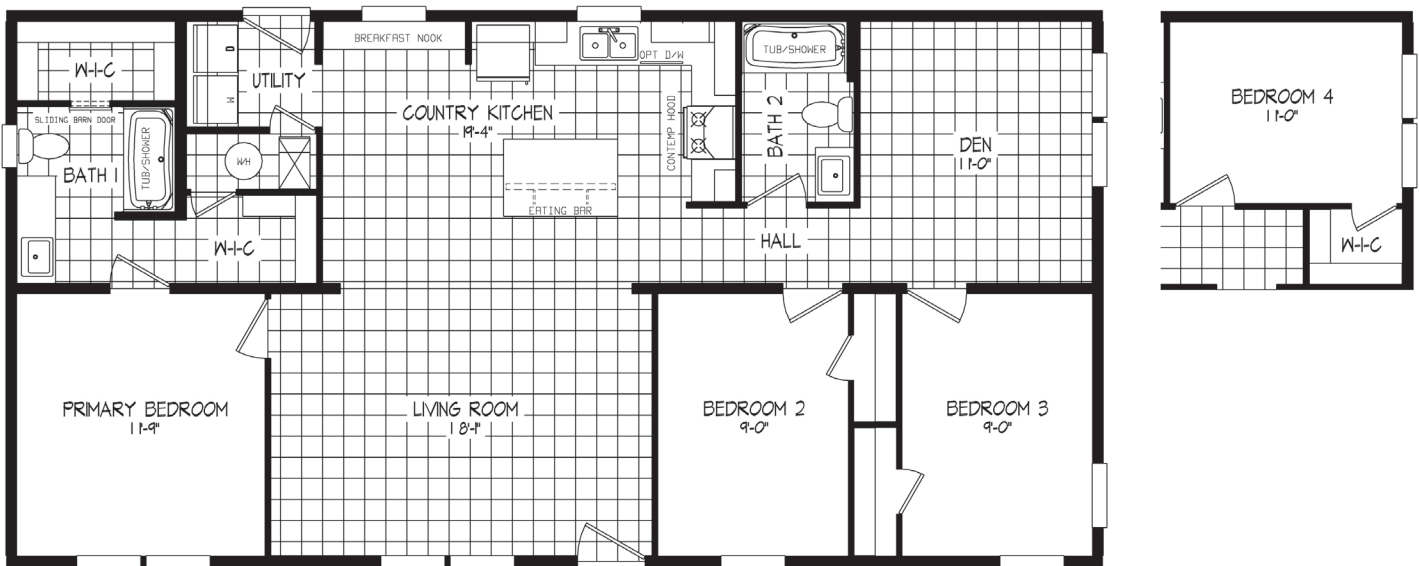 W-I-C
SLIDING BARN DOOR
TUB/SHOWER
BATH 1
D
W
UTILITY
WH
W-I-C
BREAKFAST NOOK
COUNTRY KITCHEN
19'-4"
EATING BAR
OPT D/W
CONTEMP HOOD
TUB/SHOWER
BATH 2
DEN
11'-0"
HALL
PRIMARY BEDROOM
11'-9"
LIVING ROOM
18'-1"
BEDROOM 2
9'-0"
BEDROOM 3
9'-0"
BEDROOM 4
11'-0"
W-I-C